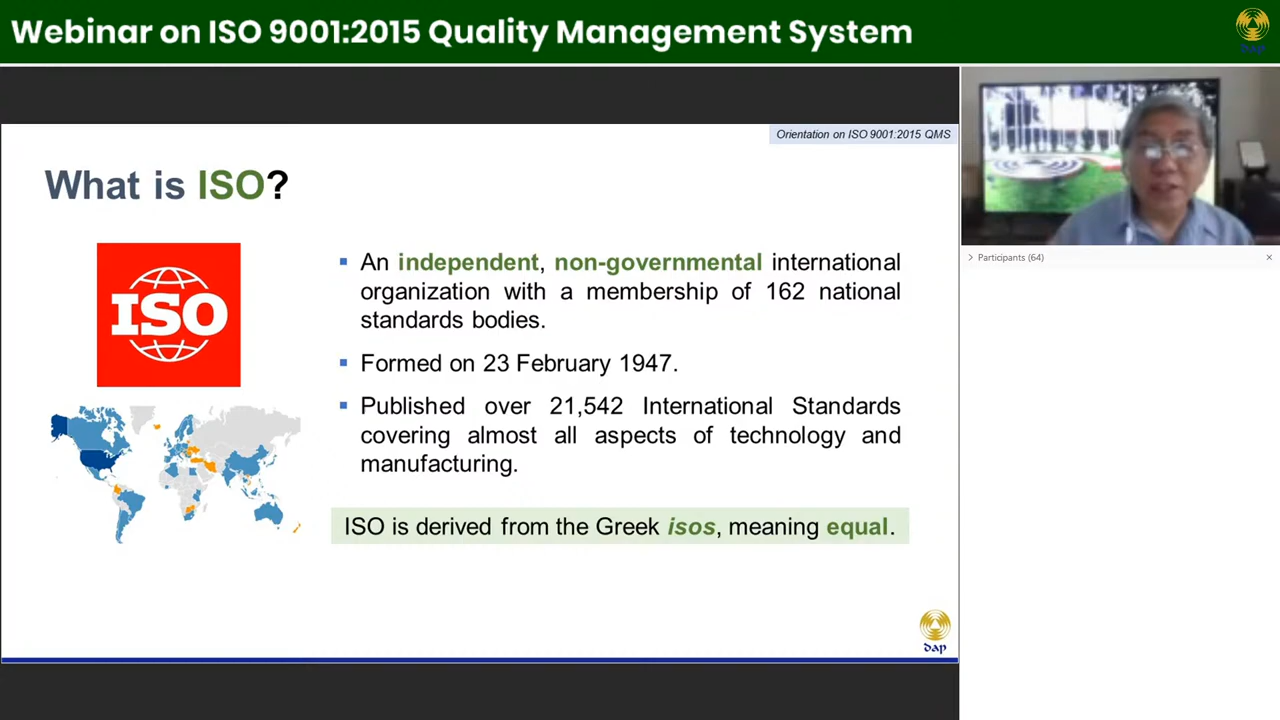 Webinar on ISO 9001:2015 Quality Management System
dap
Orientation on ISO 9001:2015 QMS
What is ISO?
ISO
An independent, non-governmental international
organization with a membership of 162 national
standards bodies.
Formed on 23 February 1947.
Published over 21,542 International Standards
covering almost all aspects of technology and
manufacturing.
ISO is derived from the Greek isos, meaning equal.
dap
Participants (64)